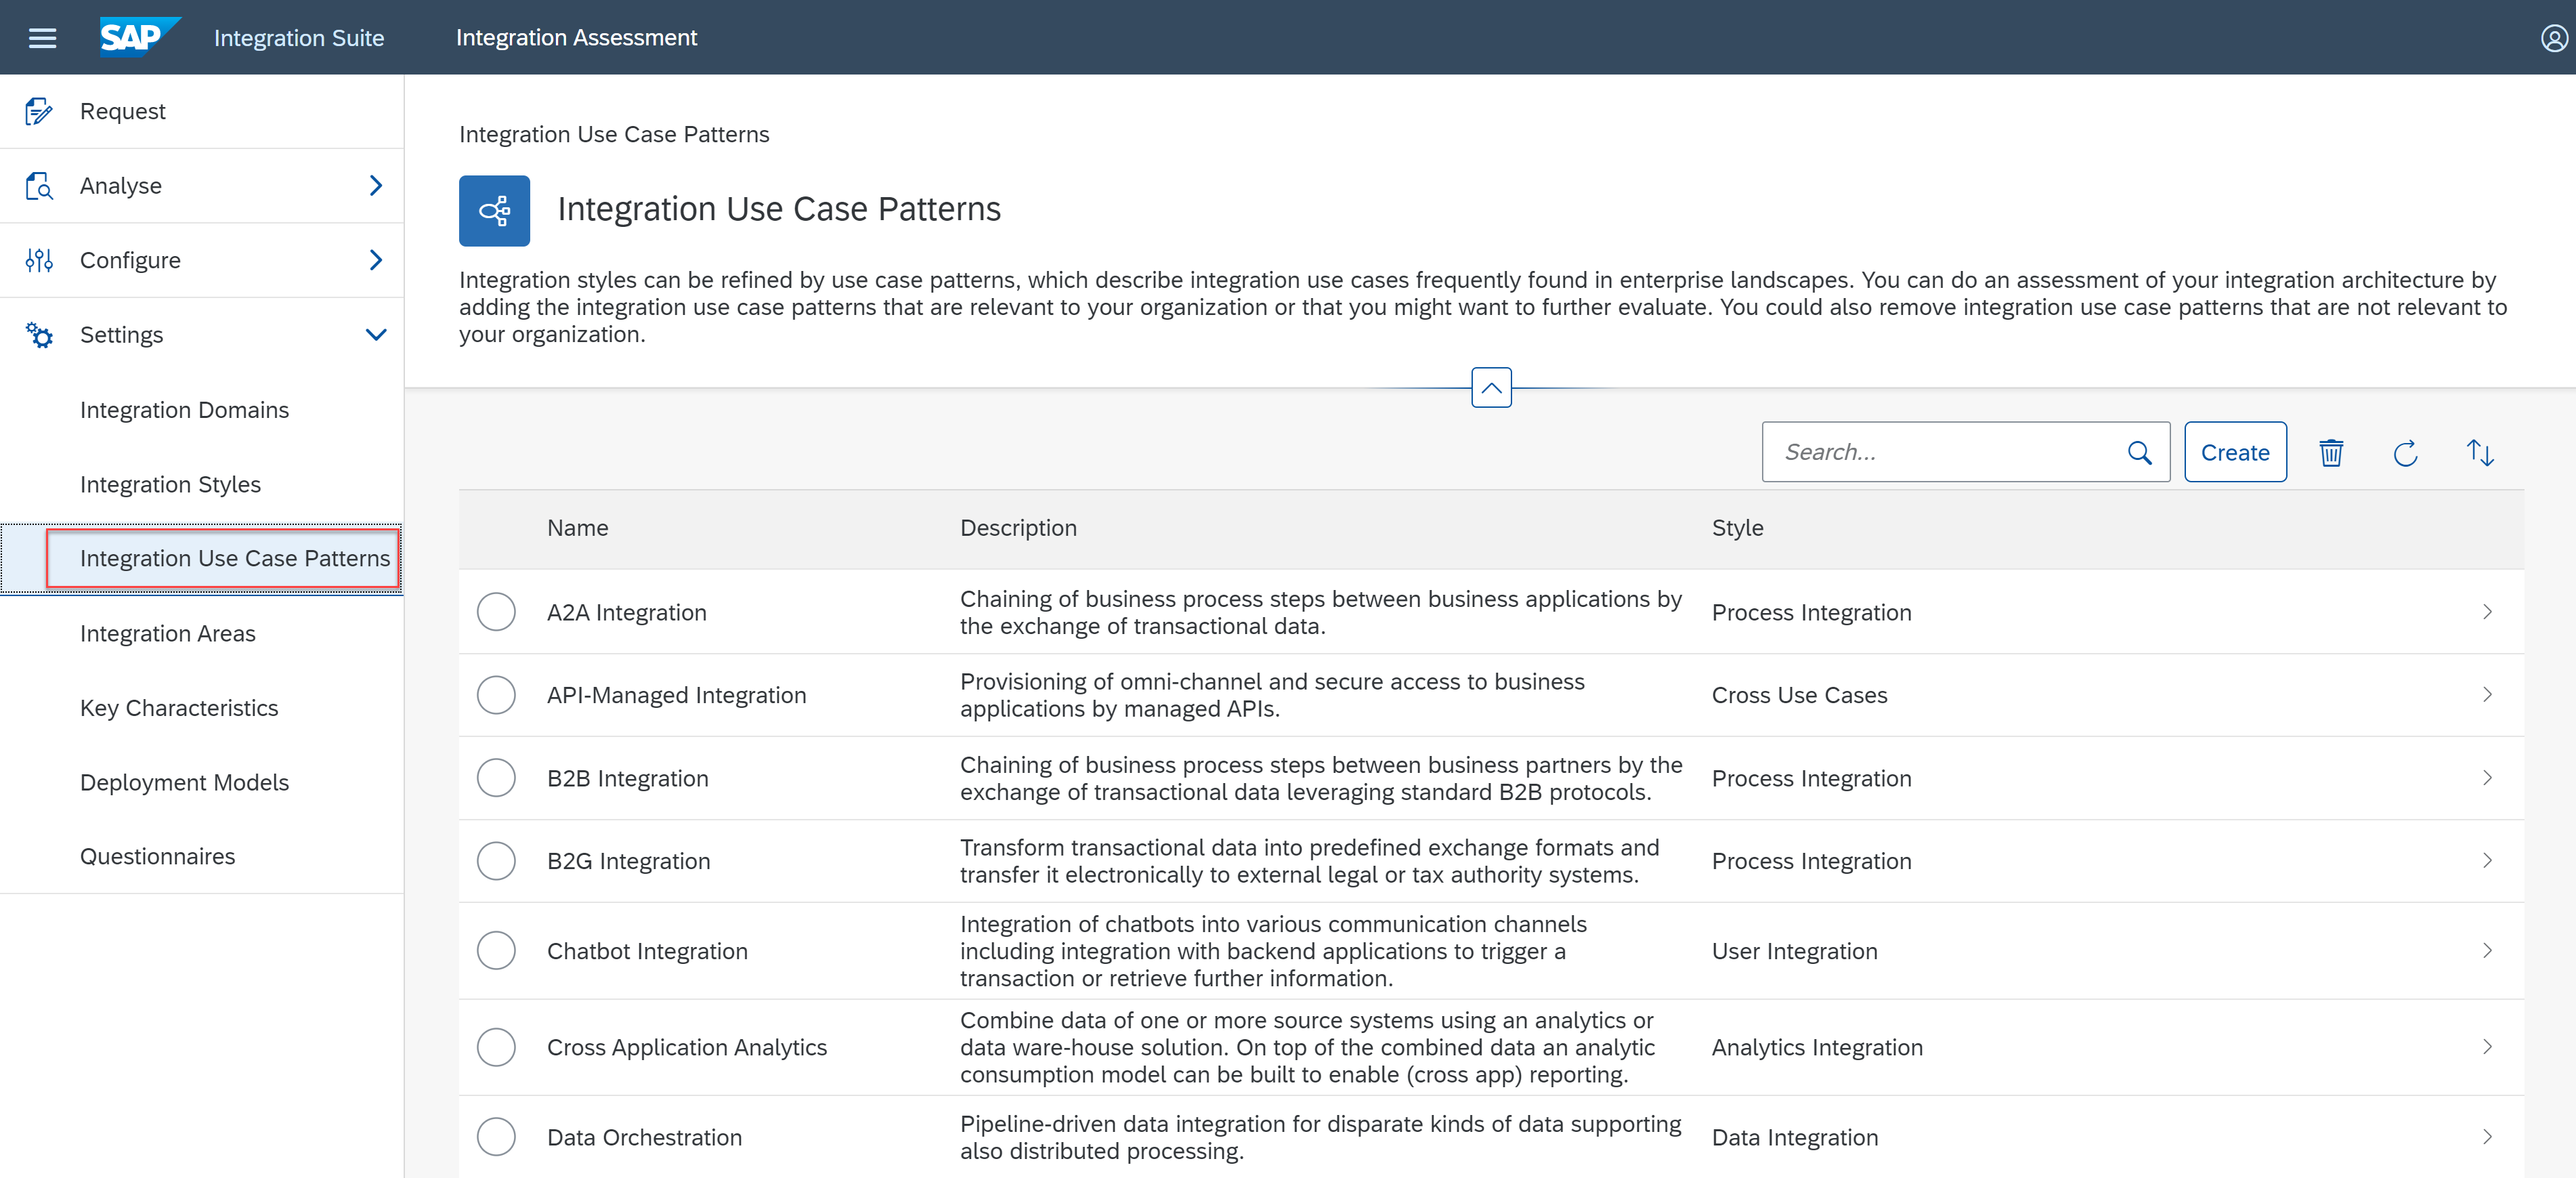 SAP Integration Suite Integration Assessment
Request
Analyse
Configure
Settings
Integration Domains
Integration Styles
Integration Use Case Patterns
Integration Areas
Key Characteristics
Deployment Models
Questionnaires
Integration Use Case Patterns
Integration Use Case Patterns
Integration styles can be refined by use case patterns, which describe integration use cases frequently found in enterprise landscapes. You can do an assessment of your integration architecture by
adding the integration use case patterns that are relevant to your organization or that you might want to further evaluate. You could also remove integration use case patterns that are not relevant to
your organization.
Search... Create
Name Description Style
A2A Integration
Chaining of business process steps between business applications by
the exchange of transactional data.
Process Integration
API-Managed Integration
Provisioning of omni-channel and secure access to business
applications by managed APIs.
Cross Use Cases
B2B Integration
Chaining of business process steps between business partners by the
exchange of transactional data leveraging standard B2B protocols.
Process Integration
B2G Integration
Transform transactional data into predefined exchange formats and
transfer it electronically to external legal or tax authority systems.
Process Integration
Chatbot Integration
Integration of chatbots into various communication channels
including integration with backend applications to trigger a
transaction or retrieve further information.
User Integration
Cross Application Analytics
Combine data of one or more source systems using an analytics or
data ware-house solution. On top of the combined data an analytic
consumption model can be built to enable (cross app) reporting.
Analytics Integration
Data Orchestration
Pipeline-driven data integration for disparate kinds of data supporting
also distributed processing.
Data Integration